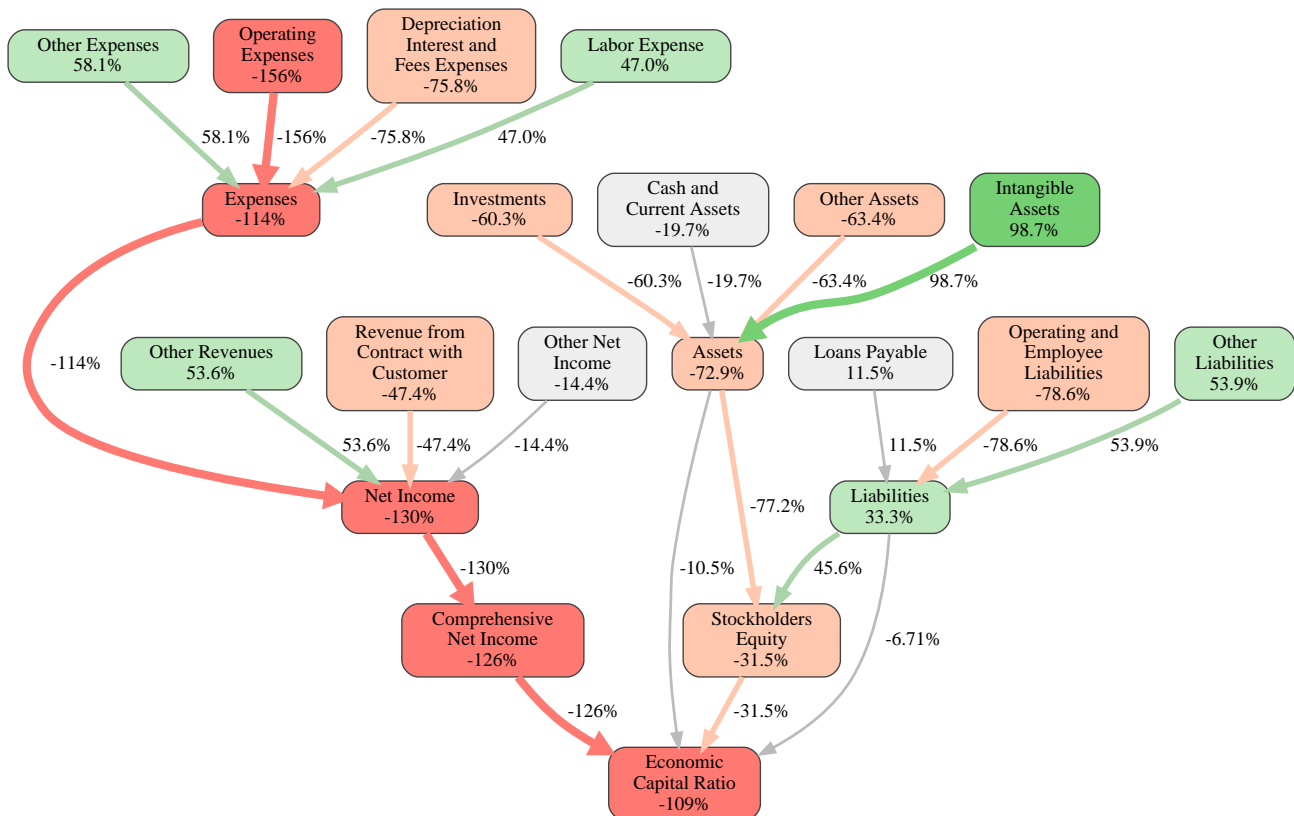 Other Expenses
58.1%
Operating
Expenses
-156%
Depreciation
Interest and
Fees Expenses
-75.8%
Labor Expense
47.0%
58.1%
-156%
-75.8%
47.0%
Expenses
-114%
Investments
-60.3%
Cash and
Current Assets
-19.7%
Other Assets
-63.4%
Intangible
Assets
98.7%
-60.3%
-19.7%
-63.4%
98.7%
-114%
Other Revenues
53.6%
Revenue from
Contract with
Customer
-47.4%
Other Net
Income
-14.4%
Assets
-72.9%
Loans Payable
11.5%
Operating and
Employee
Liabilities
-78.6%
Other
Liabilities
53.9%
53.6%
-47.4%
-14.4%
11.5%
-78.6%
53.9%
Net Income
-130%
-77.2%
Liabilities
33.3%
-130%
-10.5%
45.6%
Comprehensive
Net Income
-126%
Stockholders
Equity
-31.5%
-6.71%
-126%
-31.5%
Economic
Capital Ratio
-109%